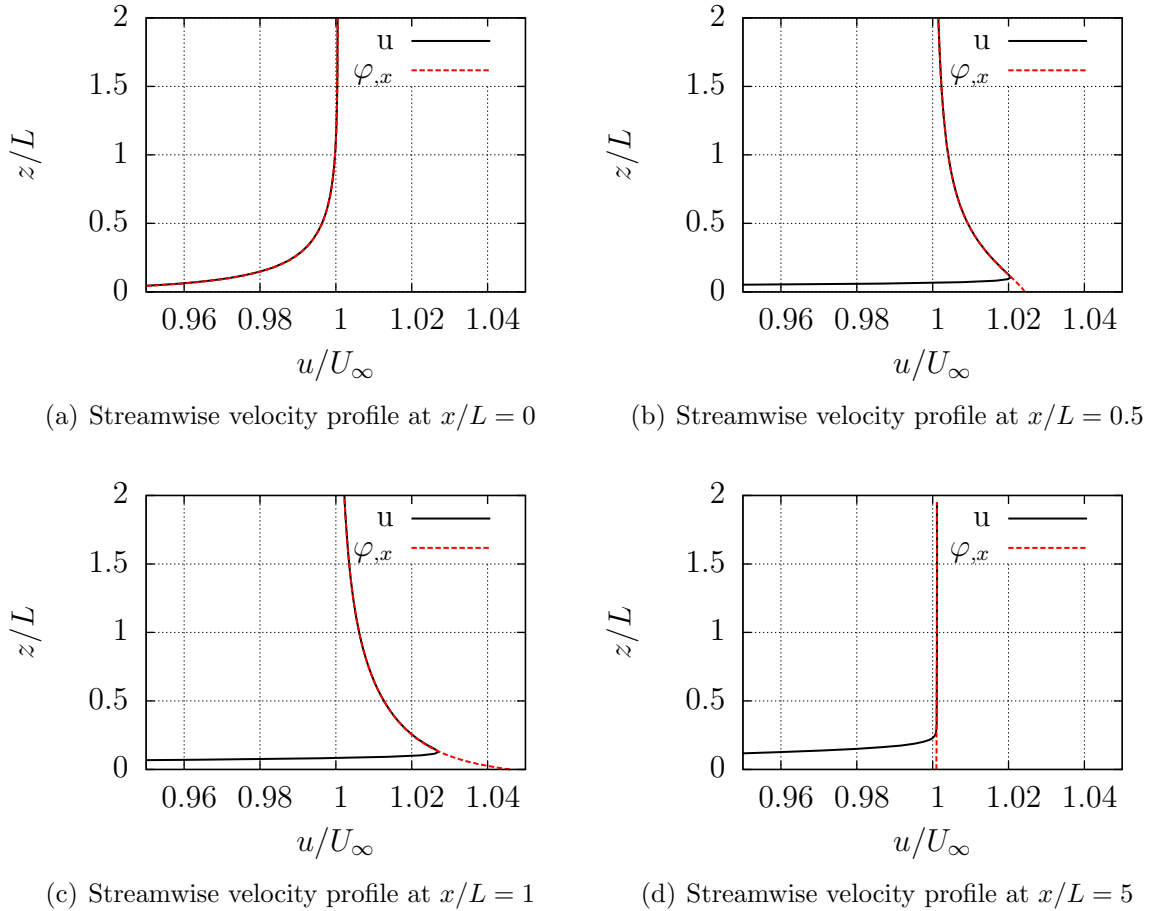 2
1.5
1
0.5
0
z/L
u
φ,x
0.96 0.98 1 1.02 1.04
u/U∞
(a) Streamwise velocity profile at x/L = 0
2
1.5
1
0.5
0
z/L
u
φ,x
0.96 0.98 1 1.02 1.04
u/U∞
(b) Streamwise velocity profile at x/L = 0.5
2
1.5
1
0.5
0
z/L
u
φ,x
0.96 0.98 1 1.02 1.04
u/U∞
(c) Streamwise velocity profile at x/L = 1
2
1.5
1
0.5
0
z/L
u
φ,x
0.96 0.98 1 1.02 1.04
u/U∞
(d) Streamwise velocity profile at x/L = 5